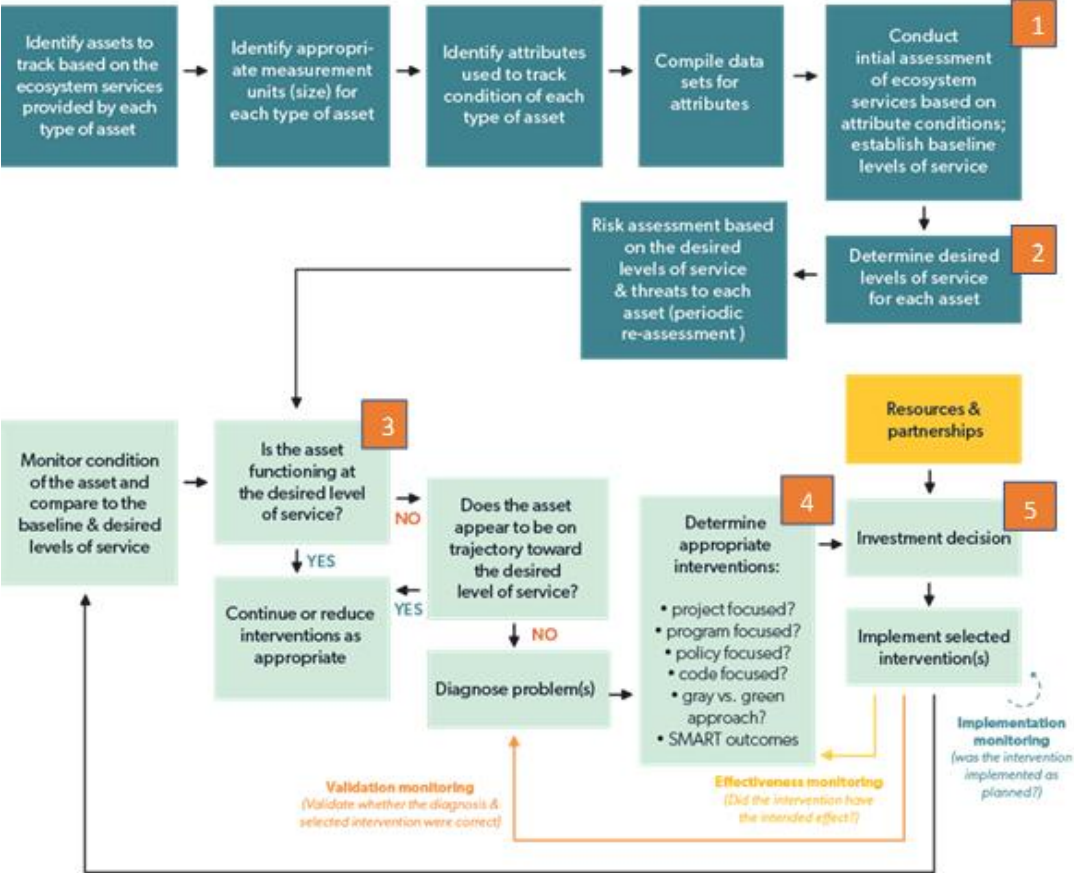 Identify assets to
track based on the
ecosystem services
provided by each
type of asset
Identify appropri-
ate measurement
units (size) for
each type of asset
Identify attributes
used to track
condition of each
type of asset
Compile data
sets for
attributes
1
Conduct
intial assessment
of ecosystem
services based on
attribute conditions;
establish baseline
levels of service
2
Determine desired
levels of service
for each asset
Risk assessment based
on the desired
levels of service
& threats to each
asset (periodic
re-assessment )
Monitor condition
of the asset and
compare to the
baseline & desired
levels of service
3
Is the asset
functioning at
the desired level
of service?
NO
YES
Continue or reduce
interventions as
appropriate
Does the asset
appear to be on
trajectory toward
the desired
level of service?
YES
NO
Diagnose problem(s)
4
Determine
appropriate
interventions:
• project focused?
• program focused?
• policy focused?
• code focused?
• gray vs. green
approach?
• SMART outcomes
Resources &
partnerships
5
Investment decision
Implement selected
intervention(s)
Implementation
monitoring
(was the intervention
implemented as
planned?)
Effectiveness monitoring
(Did the intervention have
the intended effect?)
Validation monitoring
(Validate whether the diagnosis &
selected intervention were correct)